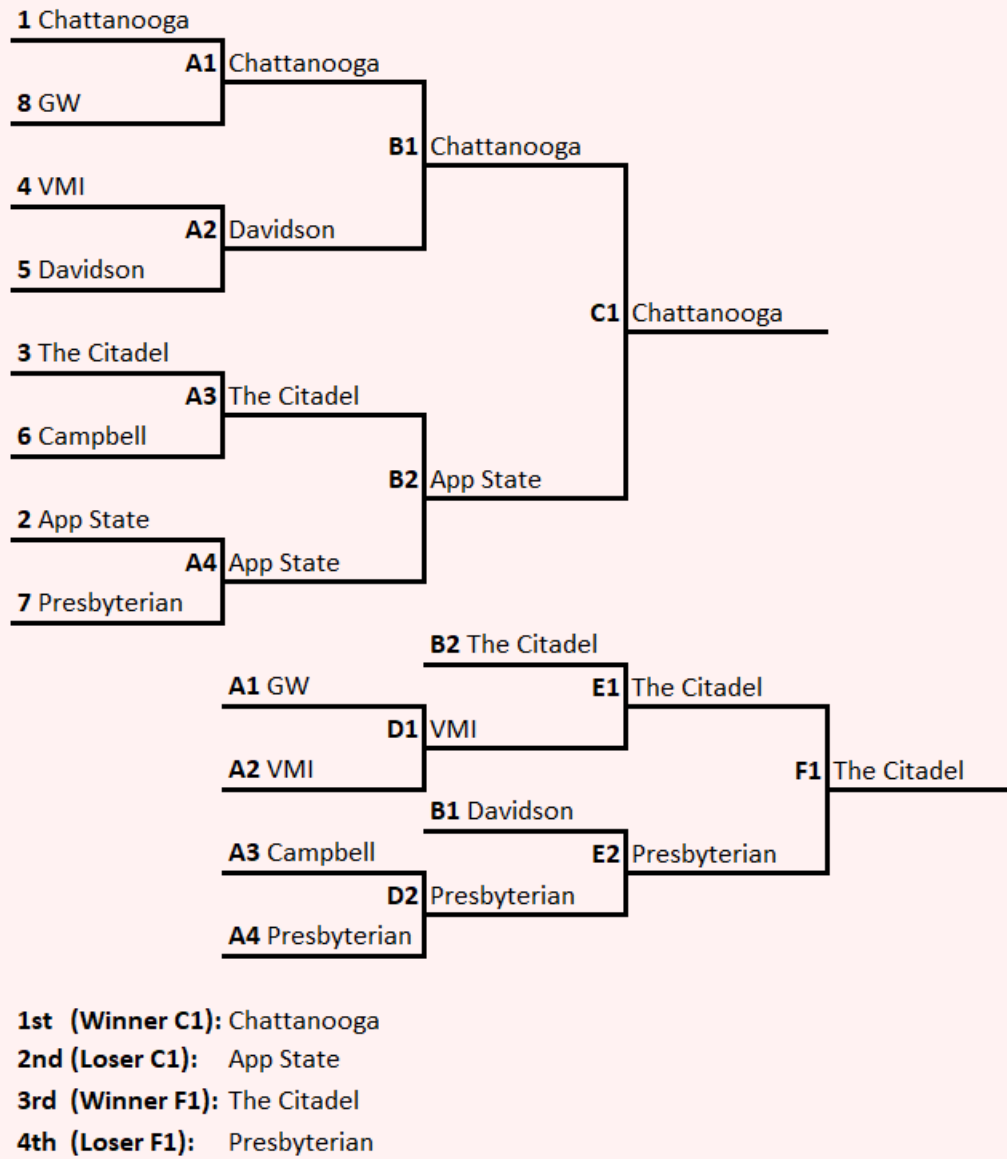 1 Chattanooga
A1 Chattanooga
8 GW
B1 Chattanooga
4 VMI
A2 Davidson
5 Davidson
C1 Chattanooga
3 The Citadel
A3 The Citadel
6 Campbell
B2 App State
2 App State
A4 App State
7 Presbyterian
B2 The Citadel
A1 GW
E1 The Citadel
D1 VMI
A2 VMI
F1 The Citadel
B1 Davidson
A3 Campbell
E2 Presbyterian
D2 Presbyterian
A4 Presbyterian
1st (Winner C1): Chattanooga
2nd (Loser C1): App State
3rd (Winner F1): The Citadel
4th (Loser F1): Presbyterian